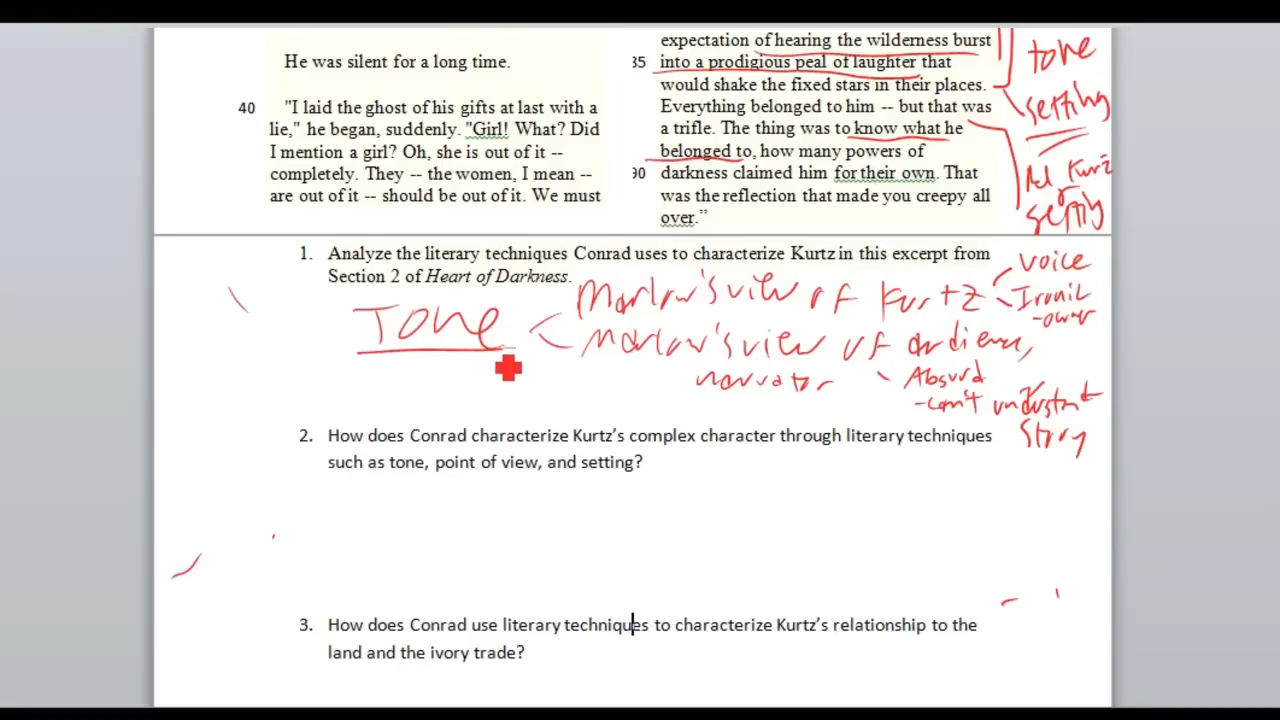 He was silent for a long time.
40 "I laid the ghost of his gifts at last with a
lie," he began, suddenly. "Girl! What? Did
I mention a girl? Oh, she is out of it --
completely. They -- the women, I mean --
are out of it -- should be out of it. We must
expectation of hearing the wilderness burst
35 into a prodigious peal of laughter that
would shake the fixed stars in their places.
Everything belonged to him -- but that was
a trifle. The thing was to know what he
belonged to, how many powers of
90 darkness claimed him for their own. That
was the reflection that made you creepy all
over."
tone
setting
Kurtz
setting
1. Analyze the literary techniques Conrad uses to characterize Kurtz in this excerpt from
Section 2 of Heart of Darkness.
Tone
Marlow's view of Kurtz
voice
Ironic
-owner
Marlow's view of audience,
narrator
Absurd
-can't understand
story
2. How does Conrad characterize Kurtz's complex character through literary techniques
such as tone, point of view, and setting?
3. How does Conrad use literary techniques to characterize Kurtz's relationship to the
land and the ivory trade?